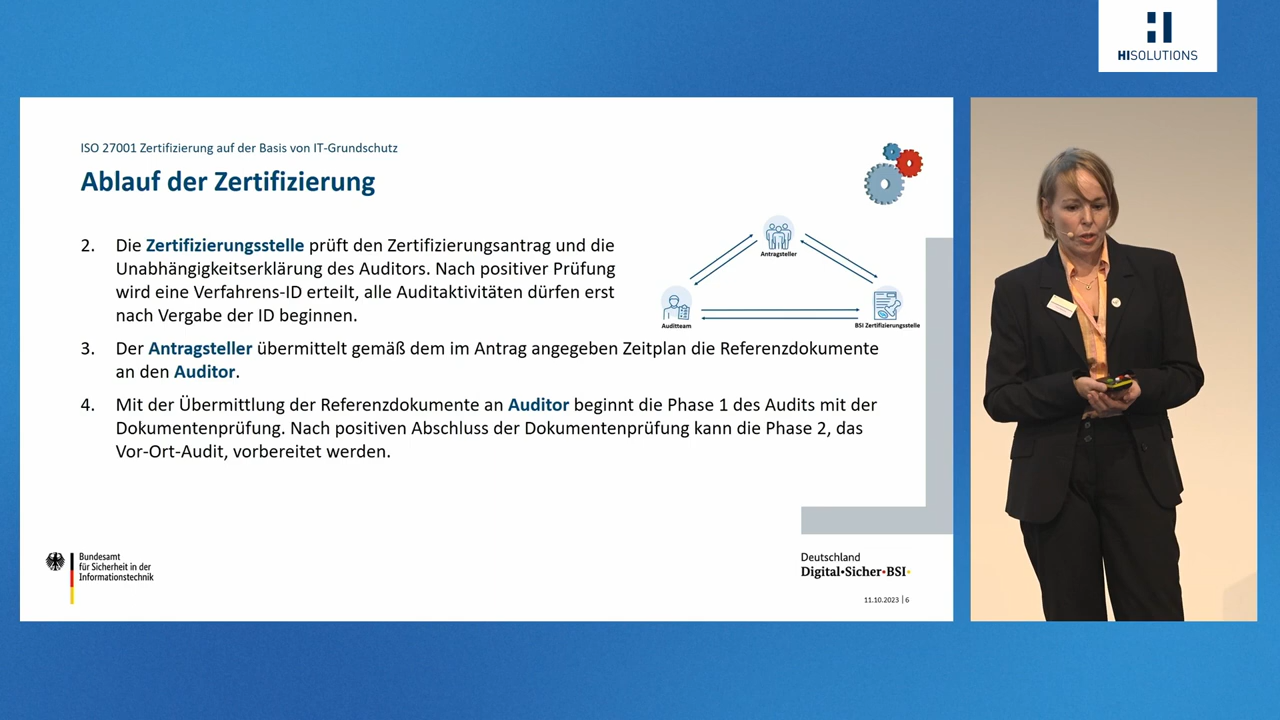 HISOLUTIONS
ISO 27001 Zertifizierung auf der Basis von IT-Grundschutz
Ablauf der Zertifizierung
2. Die Zertifizierungsstelle prüft den Zertifizierungsantrag und die
Unabhängigkeitserklärung des Auditors. Nach positiver Prüfung
wird eine Verfahrens-ID erteilt, alle Auditaktivitäten dürfen erst
nach Vergabe der ID beginnen.
Antragsteller
Auditteam
BSI Zertifizierungsstelle
3. Der Antragsteller übermittelt gemäß dem im Antrag angegeben Zeitplan die Referenzdokumente
an den Auditor.
4. Mit der Übermittlung der Referenzdokumente an Auditor beginnt die Phase 1 des Audits mit der
Dokumentenprüfung. Nach positiven Abschluss der Dokumentenprüfung kann die Phase 2, das
Vor-Ort-Audit, vorbereitet werden.
Bundesamt
für Sicherheit in der
Informationstechnik
Deutschland
Digital•Sicher•BSI•
11.10.2023 | 6